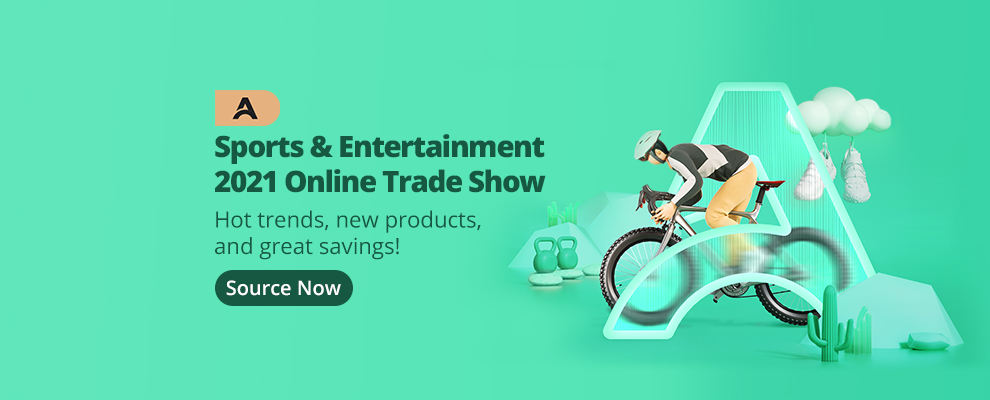 Sports & Entertainment
2021 Online Trade Show
Hot trends, new products,
and great savings!
Source Now